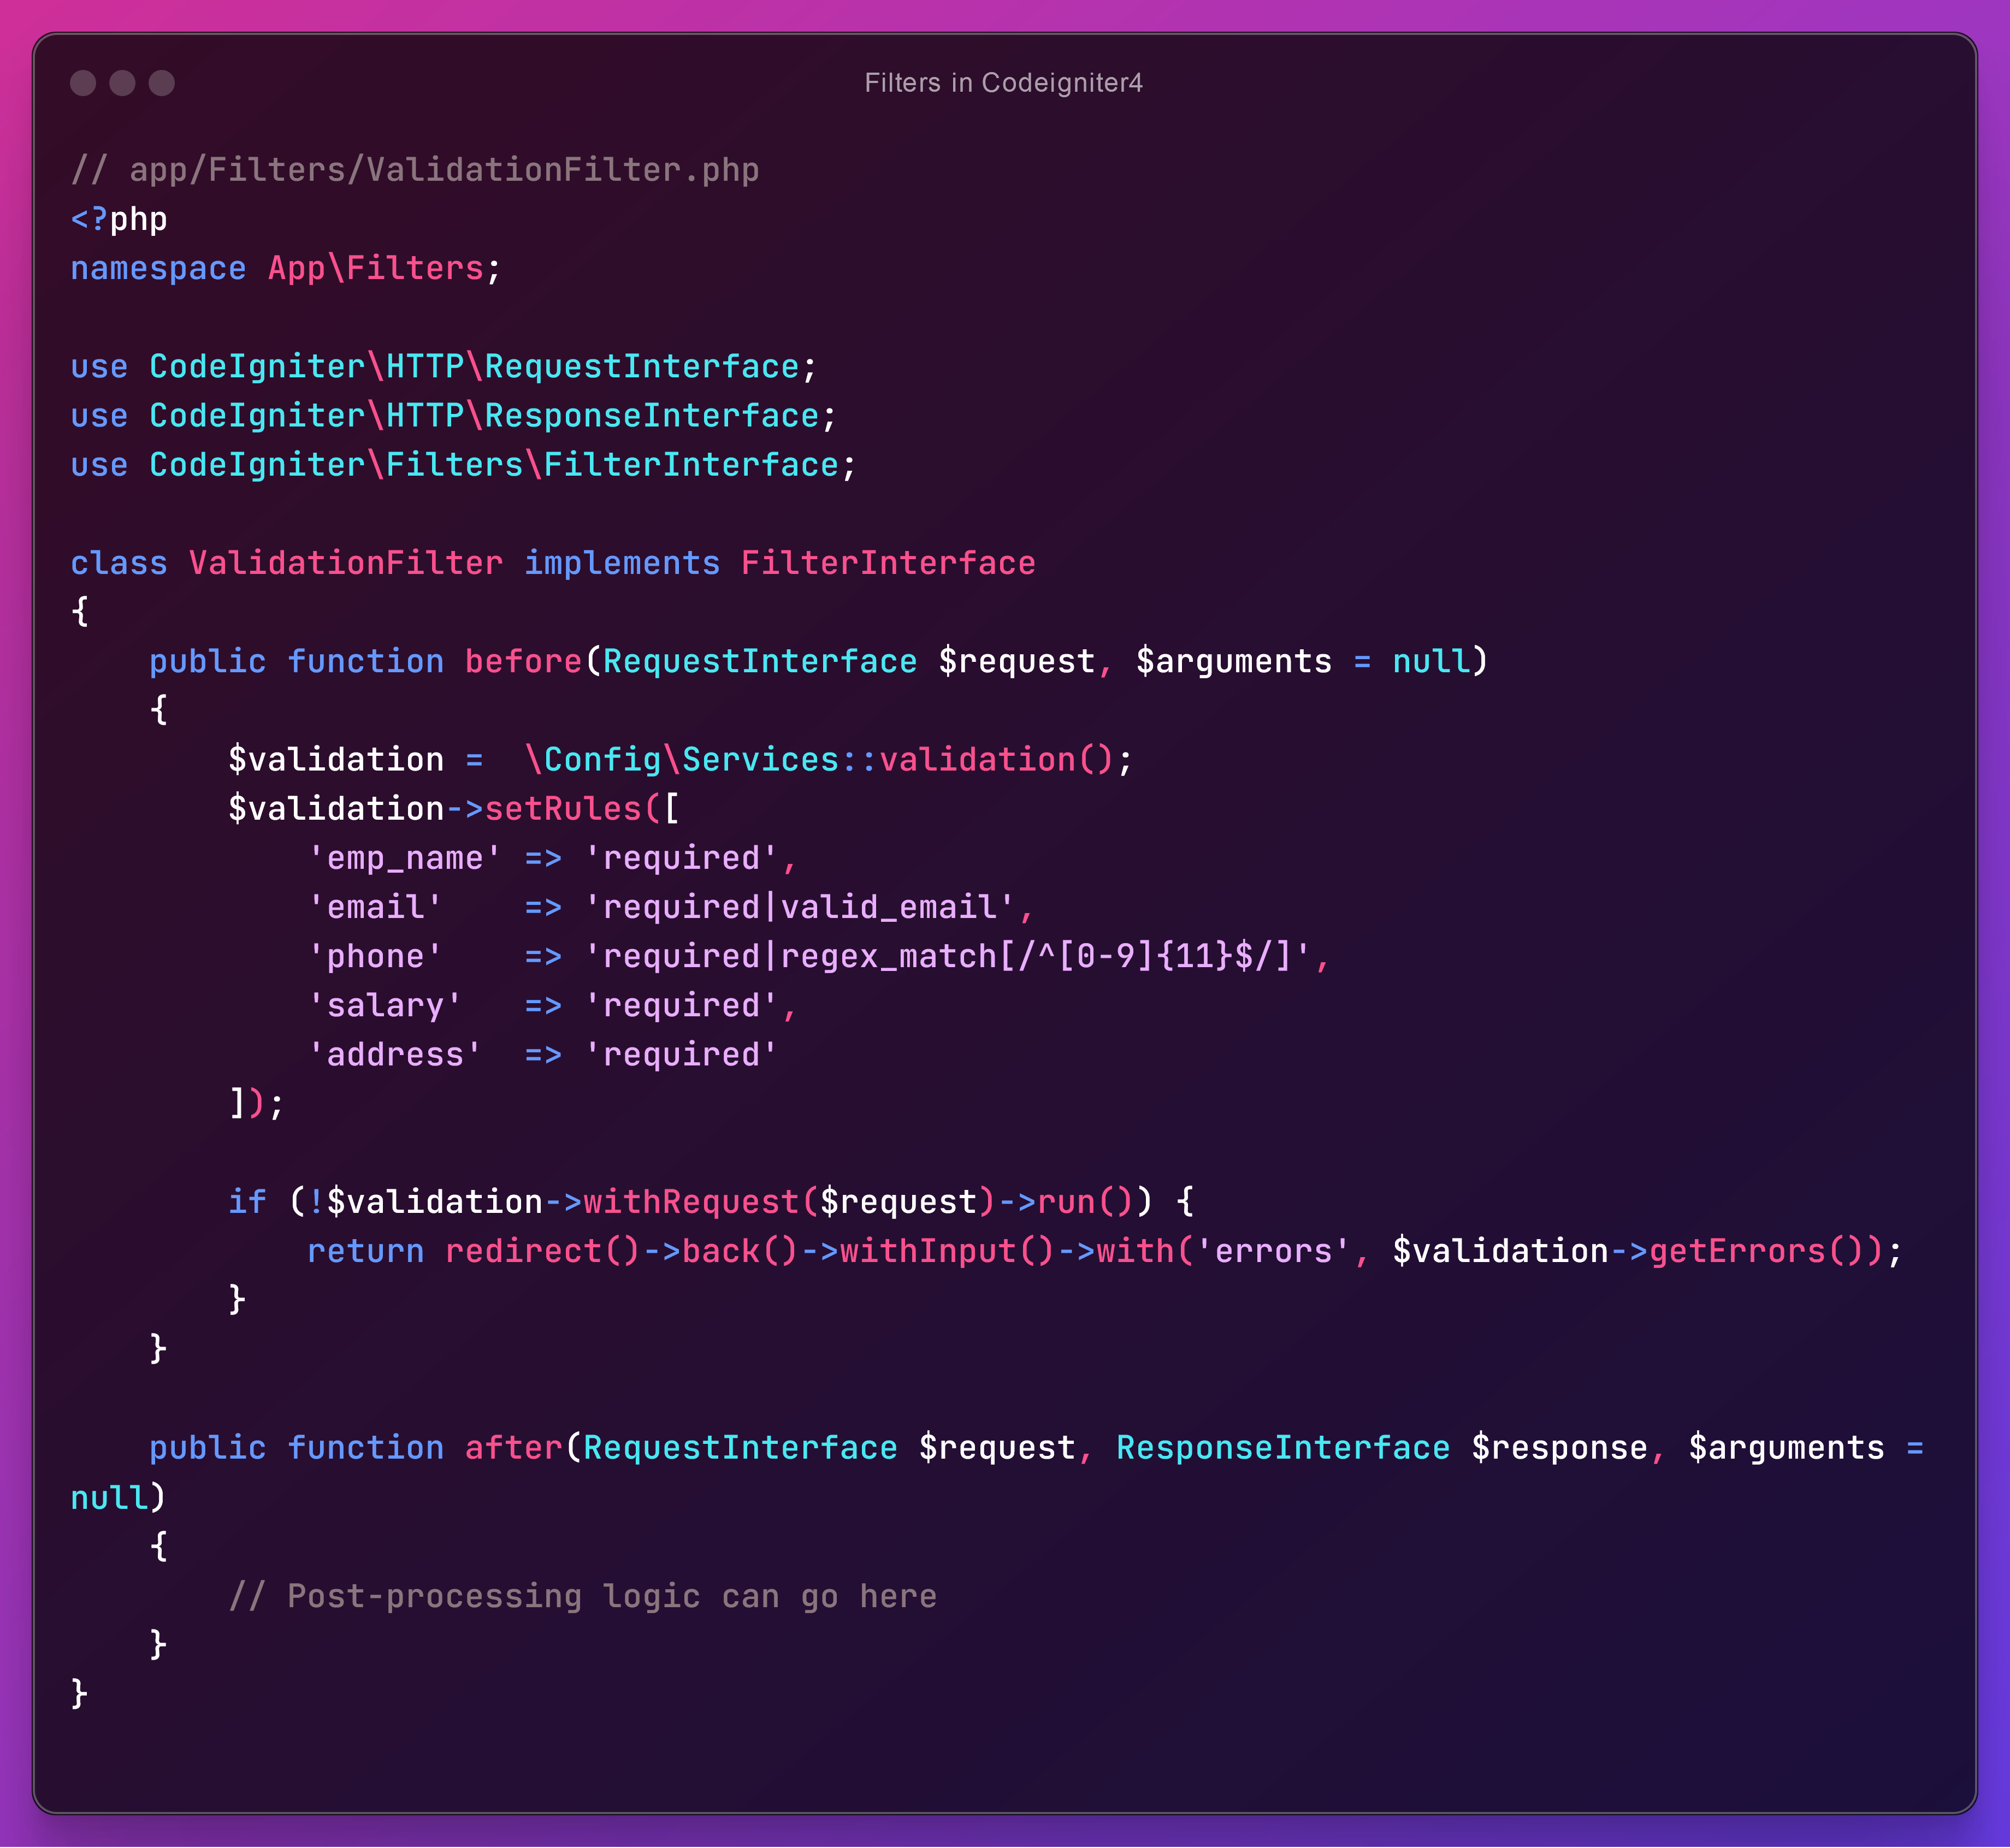 Filters in Codeigniter4
// app/Filters/ValidationFilter.php
<?php
namespace App\Filters;

use CodeIgniter\HTTP\RequestInterface;
use CodeIgniter\HTTP\ResponseInterface;
use CodeIgniter\Filters\FilterInterface;

class ValidationFilter implements FilterInterface
{
    public function before(RequestInterface $request, $arguments = null)
    {
        $validation =  \Config\Services::validation();
        $validation->setRules([
            'emp_name' => 'required',
            'email'    => 'required|valid_email',
            'phone'    => 'required|regex_match[/^[0-9]{11}$/]',
            'salary'   => 'required',
            'address'  => 'required'
        ]);

        if (!$validation->withRequest($request)->run()) {
            return redirect()->back()->withInput()->with('errors', $validation->getErrors());
        }
    }

    public function after(RequestInterface $request, ResponseInterface $response, $arguments =
null)
    {
        // Post-processing logic can go here
    }
}